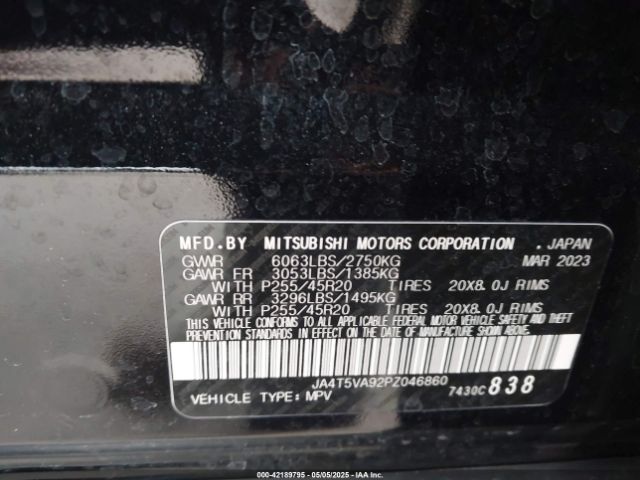 MFD.BY MITSUBISHI MOTORS CORPORATION . JAPAN
GVWR 6063LBS/2750KG MAR 2023
GAWR FR 3053LBS/1385KG
WITH P255/45R20 TIRES 20X8.0J RIMS
GAWR RR 3296LBS/1495KG
WITH P255/45R20 TIRES 20X8.0J RIMS
THIS VEHICLE CONFORMS TO ALL APPLICABLE FEDERAL MOTOR VEHICLE SAFETY AND THEFT
PREVENTION STANDARDS IN EFFECT ON THE DATE OF MANUFACTURE SHOWN ABOVE.
JA4T5VA92PZ046860
VEHICLE TYPE: MPV 7430C 838
000-42189795 - 05/05/2025 - IAAI.COM